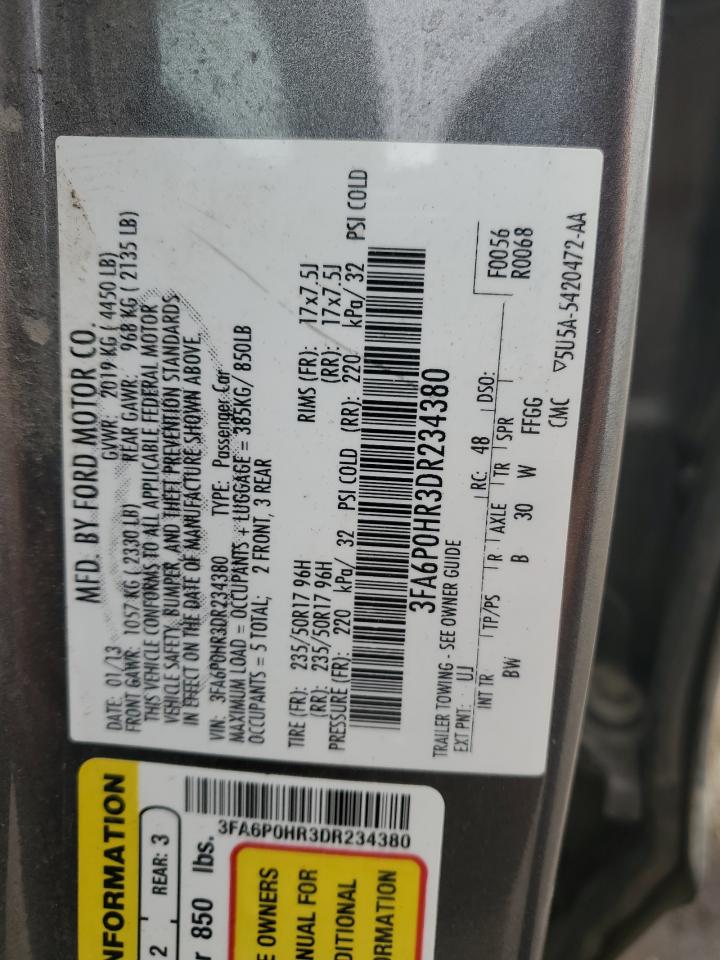 MFD. BY FORD MOTOR CO.
DATE: 01/13 GVWR: 2019 KG ( 4450 LB)
FRONT GAWR: 1057 KG ( 2330 LB) REAR GAWR: 968 KG ( 2135 LB)
THIS VEHICLE CONFORMS TO ALL APPLICABLE FEDERAL MOTOR
VEHICLE SAFETY, BUMPER, AND THEFT PREVENTION STANDARDS
IN EFFECT ON THE DATE OF MANUFACTURE SHOWN ABOVE.
VIN: 3FA6P0HR3DR234380 TYPE: Passenger Car
MAXIMUM LOAD = OCCUPANTS + LUGGAGE = 385KG/ 850LB
OCCUPANTS = 5 TOTAL; 2 FRONT, 3 REAR
TIRE (FR): 235/50R17 96H RIMS (FR): 17x7.5J
(RR): 235/50R17 96H (RR): 17x7.5J
PRESSURE (FR): 220 kPa/ 32 PSI COLD (RR): 220 kPa/ 32 PSI COLD
3FA6P0HR3DR234380
TRAILER TOWING - SEE OWNER GUIDE
EXT PNT: UJ RC: 48 DSO:
F0056
R0068
INT TR TP/PS R AXLE TR SPR
BW B 30 W FFGG
CMC ▽5U5A-5420472-AA
NFORMATION
2 REAR: 3
r 850 lbs.
3FA6P0HR3DR234380
E OWNERS
NUAL FOR
DITIONAL
RMATION